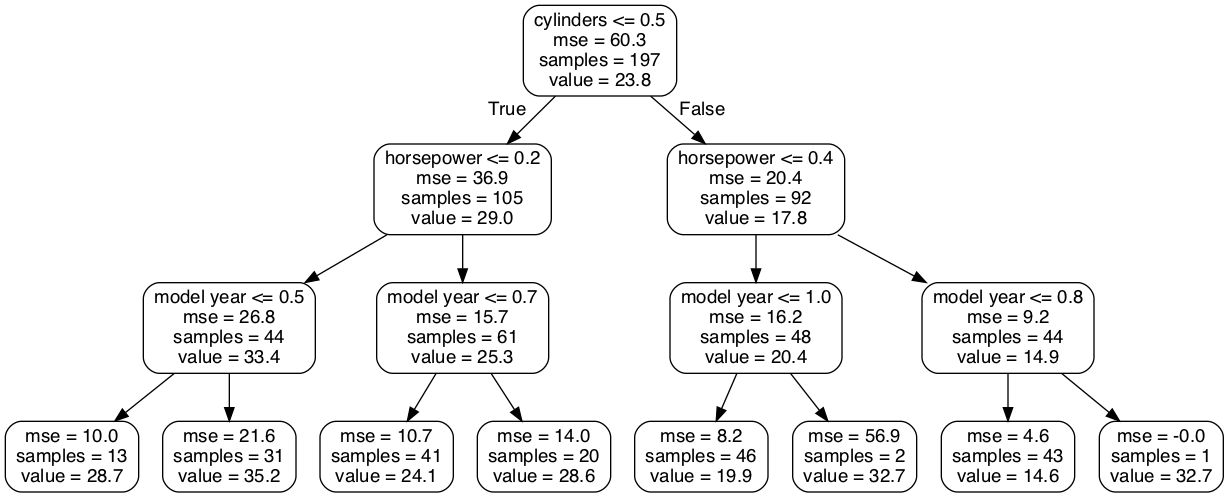 cylinders <= 0.5
mse = 60.3
samples = 197
value = 23.8
True
False
horsepower <= 0.2
mse = 36.9
samples = 105
value = 29.0
horsepower <= 0.4
mse = 20.4
samples = 92
value = 17.8
model year <= 0.5
mse = 26.8
samples = 44
value = 33.4
model year <= 0.7
mse = 15.7
samples = 61
value = 25.3
model year <= 1.0
mse = 16.2
samples = 48
value = 20.4
model year <= 0.8
mse = 9.2
samples = 44
value = 14.9
mse = 10.0
samples = 13
value = 28.7
mse = 21.6
samples = 31
value = 35.2
mse = 10.7
samples = 41
value = 24.1
mse = 14.0
samples = 20
value = 28.6
mse = 8.2
samples = 46
value = 19.9
mse = 56.9
samples = 2
value = 32.7
mse = 4.6
samples = 43
value = 14.6
mse = -0.0
samples = 1
value = 32.7